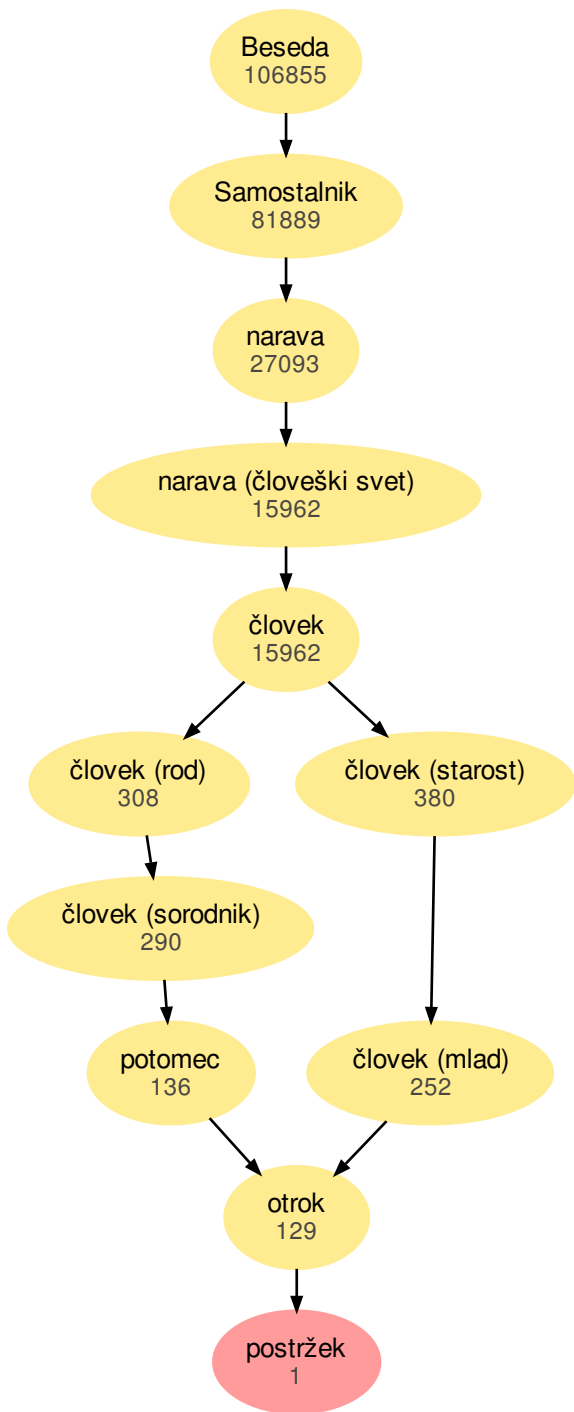 Beseda
106855
Samostalnik
81889
narava
27093
narava (človeški svet)
15962
človek
15962
človek (rod)
308
človek (starost)
380
človek (sorodnik)
290
potomec
136
človek (mlad)
252
otrok
129
postržek
1